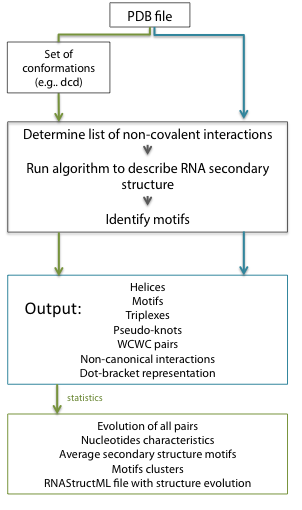 PDB file
Set of
conformations
(e.g.. dcd)
Determine list of non-covalent interactions
Run algorithm to describe RNA secondary
structure
Identify motifs
Output:
Helices
Motifs
Triplexes
Pseudo-knots
WCWC pairs
Non-canonical interactions
Dot-bracket representation
statistics
Evolution of all pairs
Nucleotides characteristics
Average secondary structure motifs
Motifs clusters
RNAStructML file with structure evolution